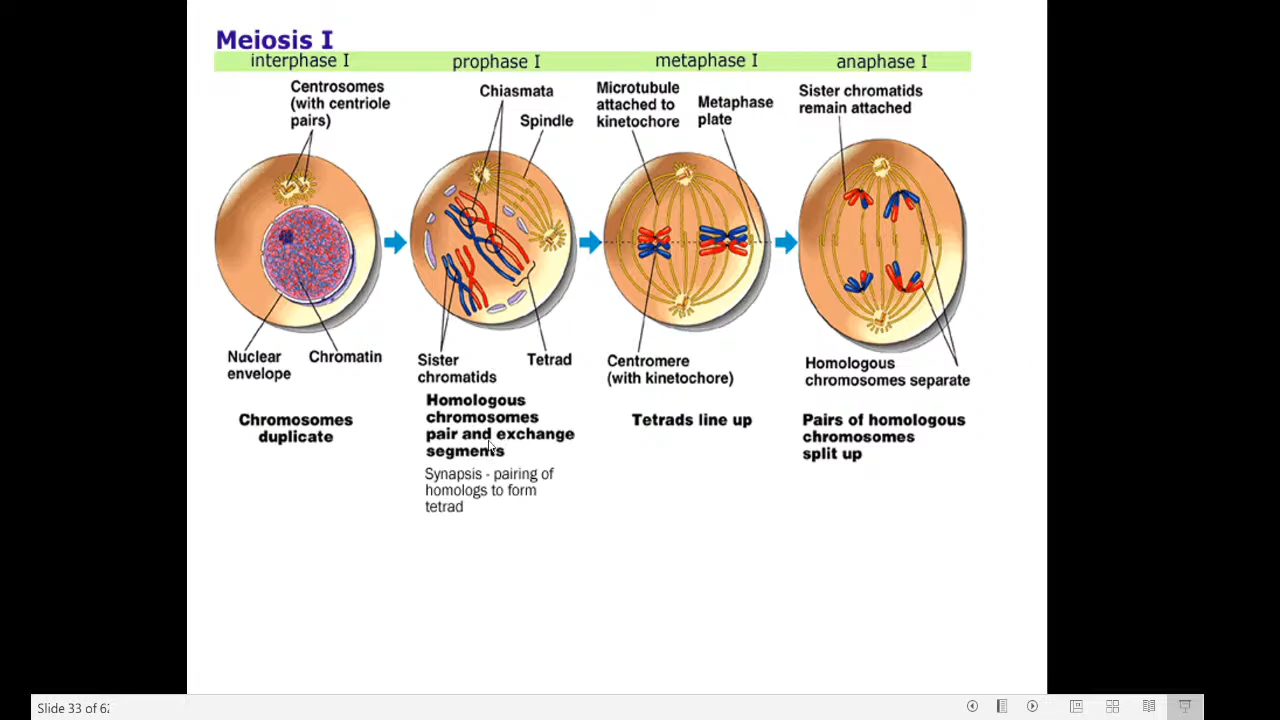 Meiosis I
interphase I
prophase I
metaphase I
anaphase I
Centrosomes
(with centriole
pairs)
Chiasmata
Spindle
Microtubule
attached to
kinetochore
Metaphase
plate
Sister chromatids
remain attached
Nuclear
envelope
Chromatin
Sister
chromatids
Tetrad
Centromere
(with kinetochore)
Homologous
chromosomes separate
Chromosomes
duplicate
Homologous
chromosomes
pair and exchange
segments
Synapsis - pairing of
homologs to form
tetrad
Tetrads line up
Pairs of homologous
chromosomes
split up
Slide 33 of